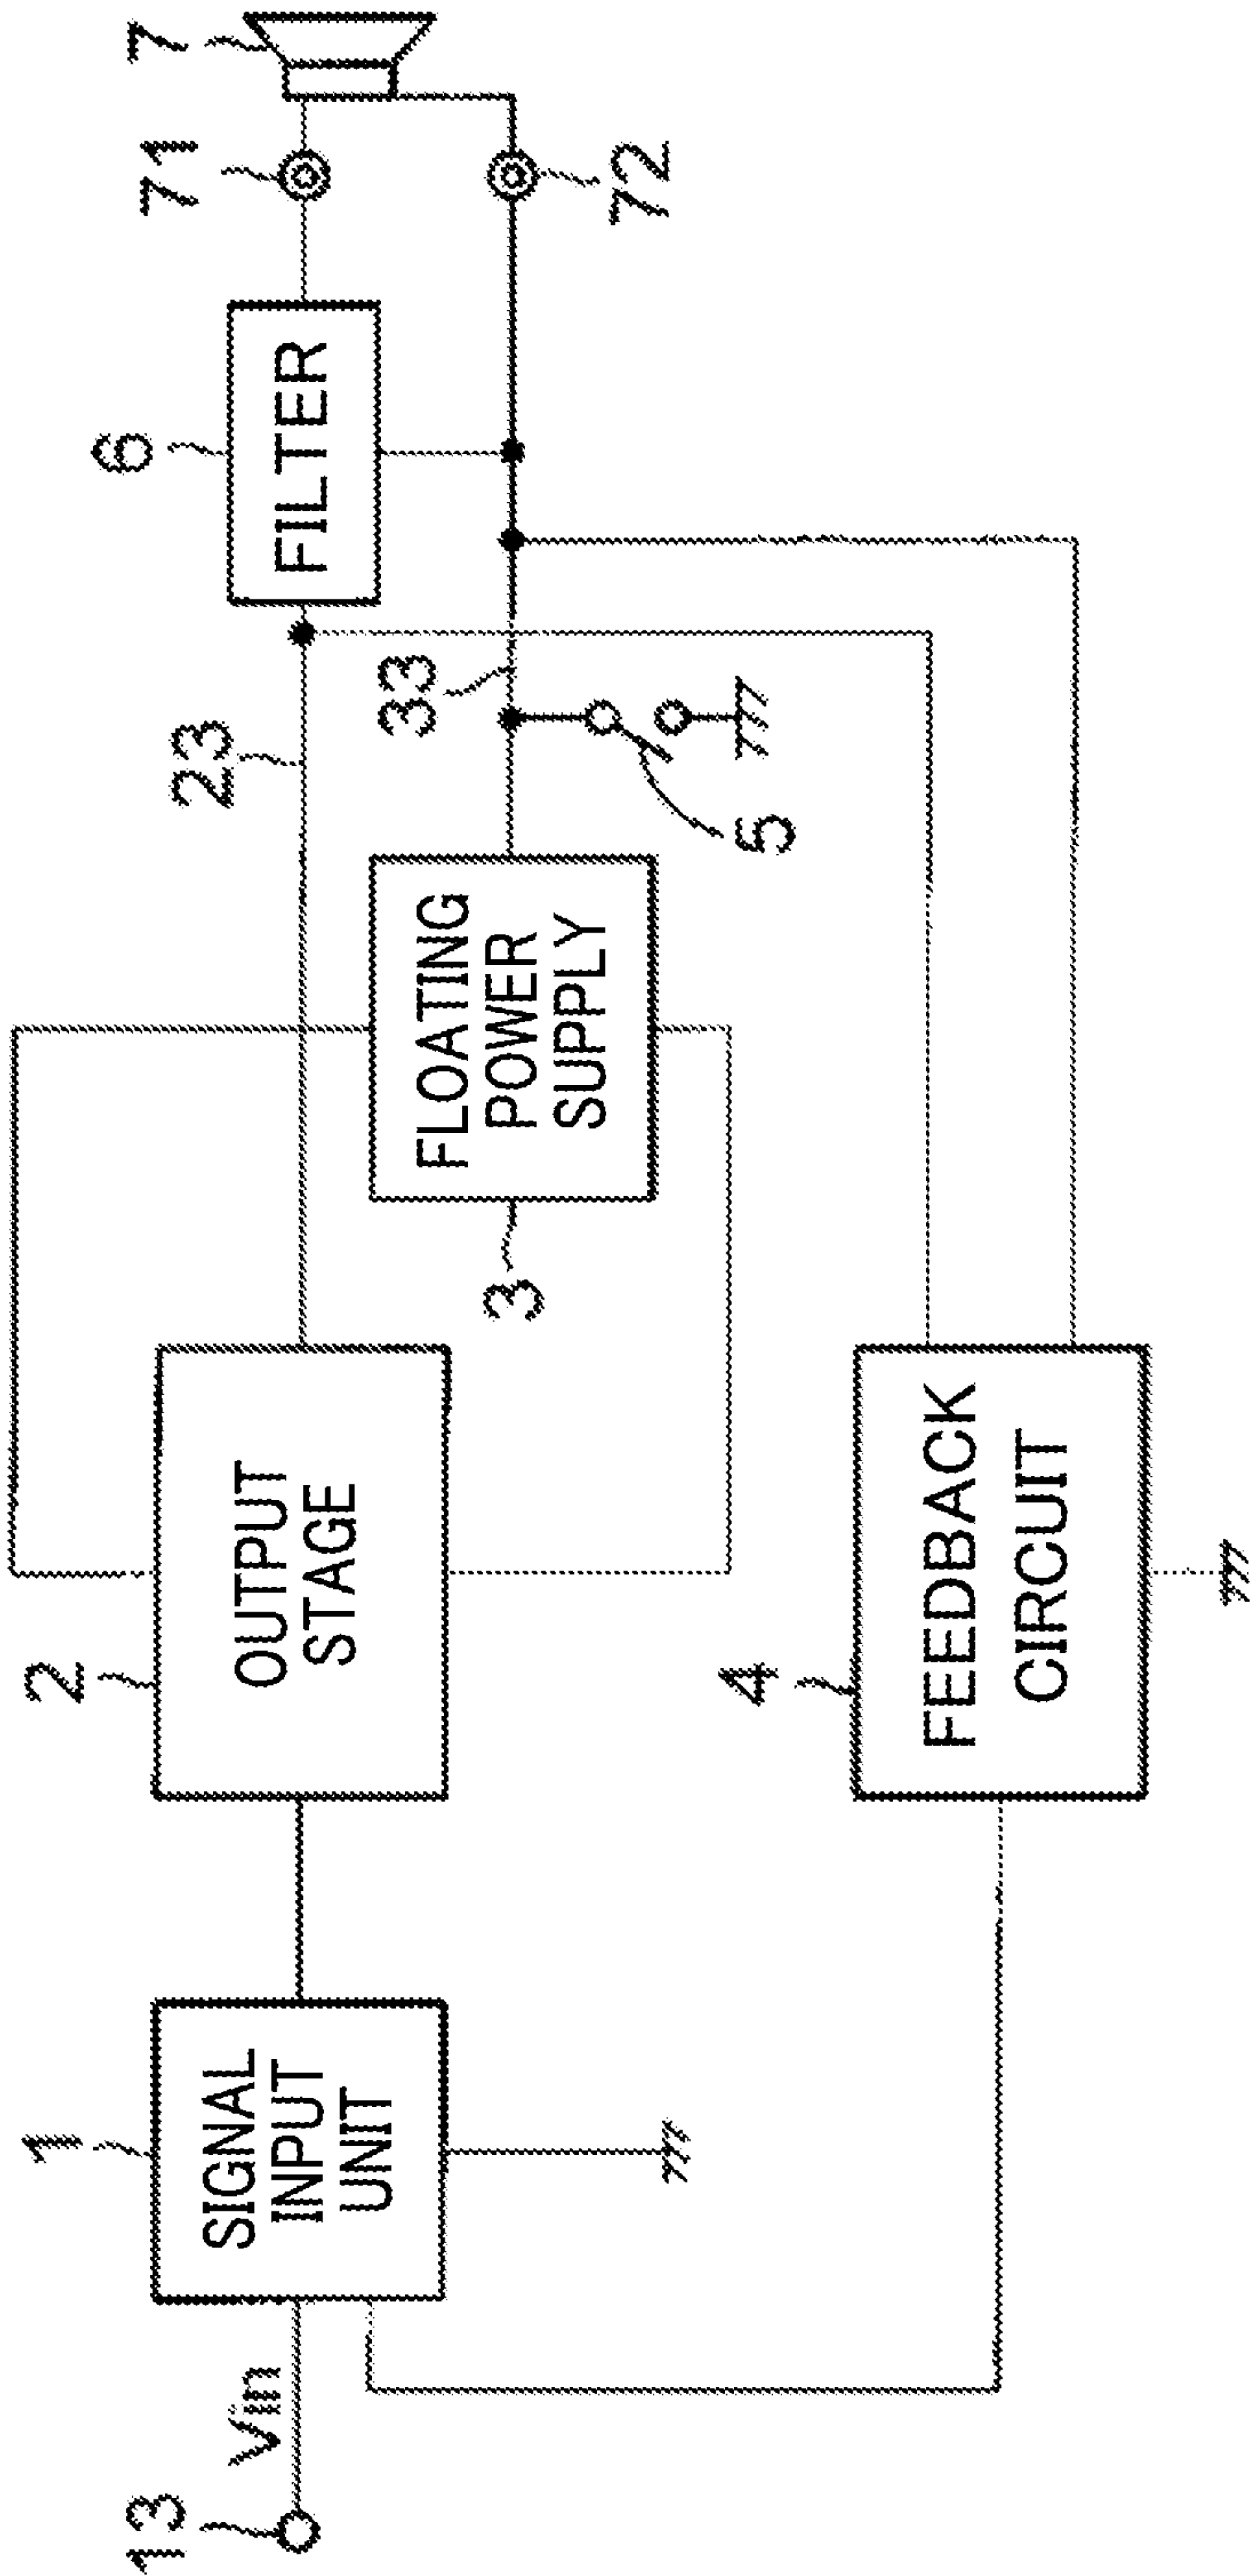 13
Vin
1
SIGNAL
INPUT
UNIT
2
OUTPUT
STAGE
3
FLOATING
POWER
SUPPLY
4
FEEDBACK
CIRCUIT
23
33
5
6
FILTER
71
72
7